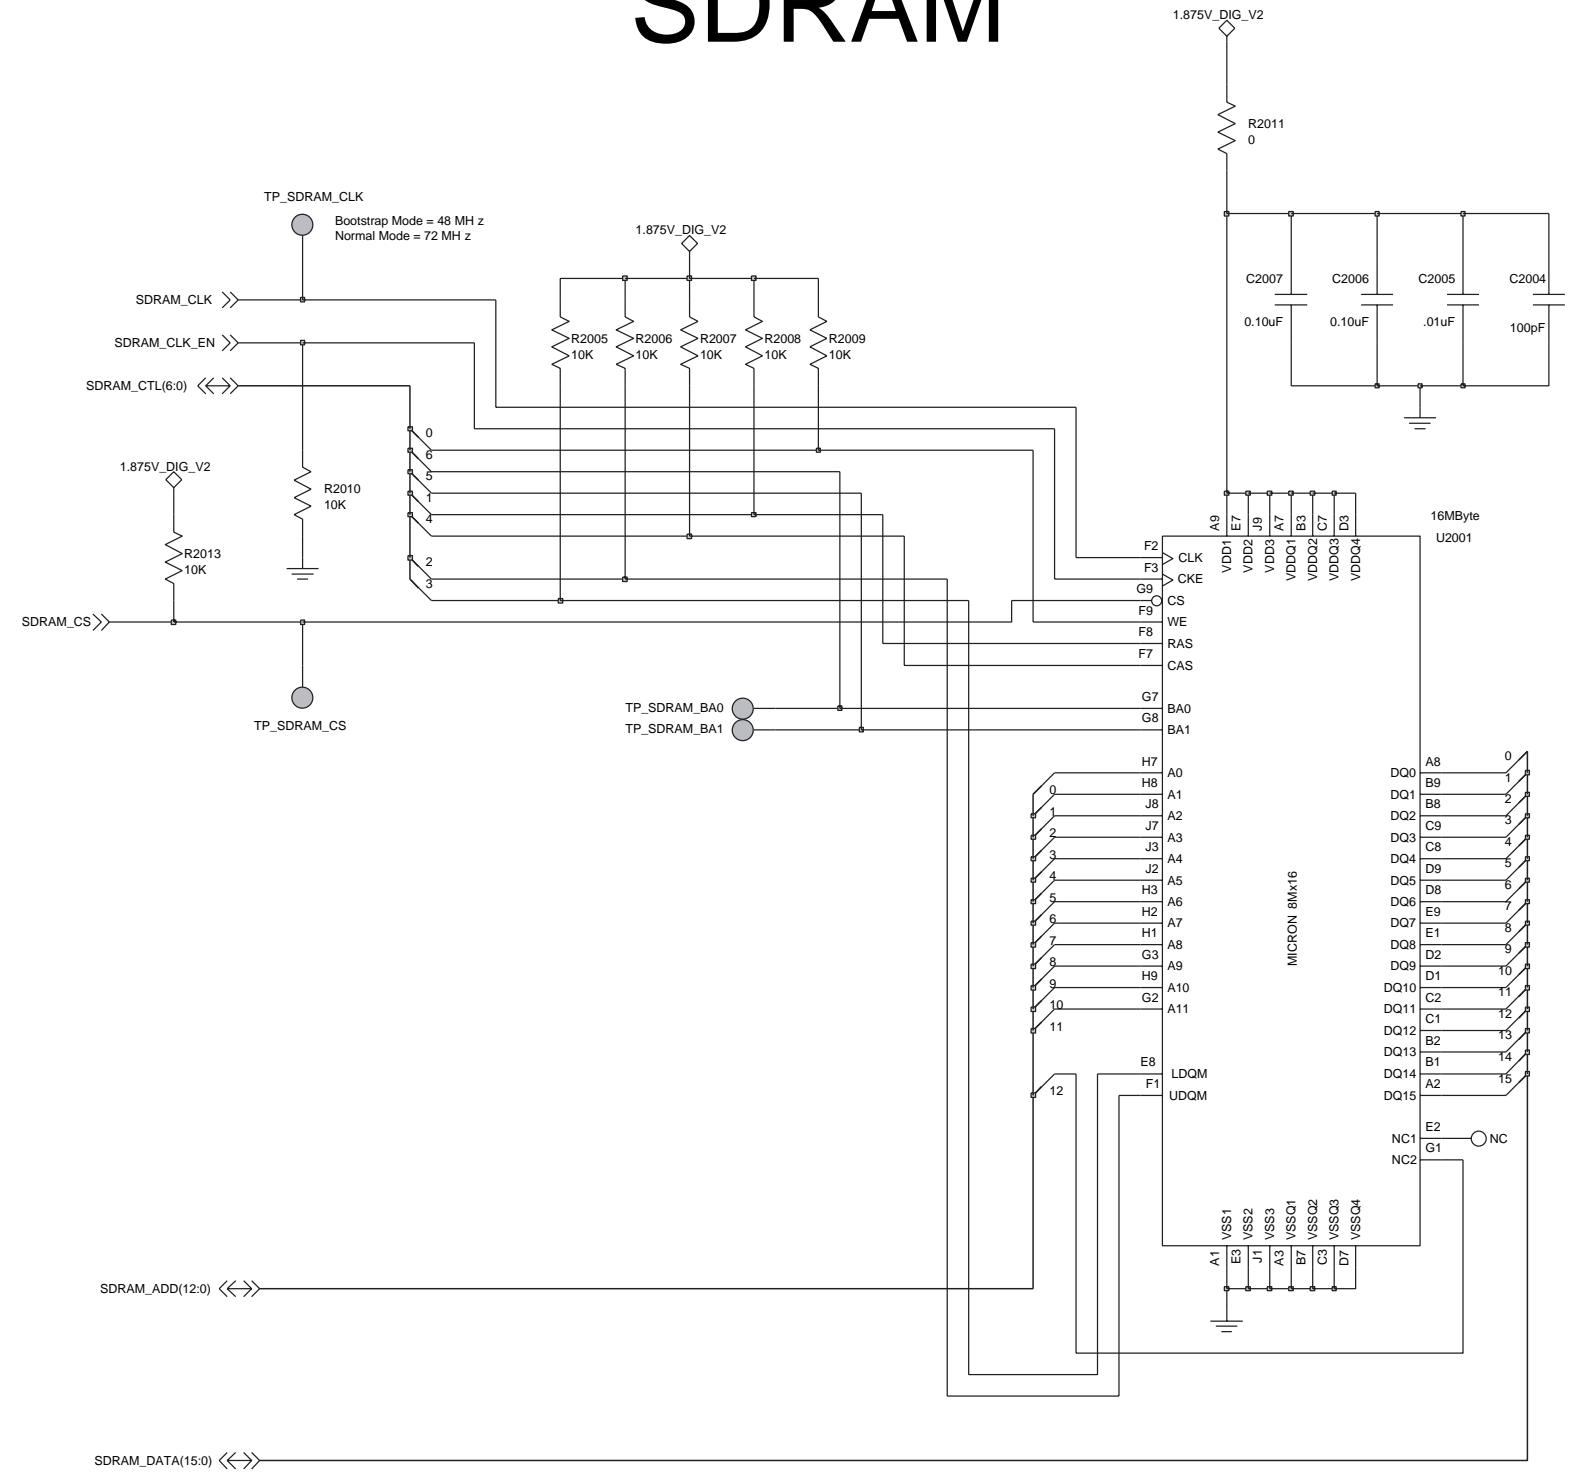 SDRAM
1.875V_DIG_V2
R2011
0
TP_SDRAM_CLK
Bootstrap Mode = 48 MH z
Normal Mode = 72 MH z
1.875V_DIG_V2
SDRAM_CLK
SDRAM_CLK_EN
SDRAM_CTL(6:0)
R2005
10K
R2006
10K
R2007
10K
R2008
10K
R2009
10K
C2007
0.10uF
C2006
0.10uF
C2005
.01uF
C2004
100pF
0
6
5
1
4
2
3
1.875V_DIG_V2
R2010
10K
R2013
10K
SDRAM_CS
TP_SDRAM_CS
TP_SDRAM_BA0
TP_SDRAM_BA1
16MByte
U2001
A9
E7
J9
A7
B3
C7
D3
VDD1
VDD2
VDD3
VDDQ1
VDDQ2
VDDQ3
VDDQ4
F2 CLK
F3 CKE
G9 CS
F9 WE
F8 RAS
F7 CAS
G7 BA0
G8 BA1
H7 A0
0 H8 A1
1 J8 A2
2 J7 A3
3 J3 A4
4 J2 A5
5 H3 A6
6 H2 A7
7 H1 A8
8 G3 A9
9 H9 A10
10 G2 A11
11
E8 LDQM
12 F1 UDQM
MICRON 8Mx16
DQ0 A8 0
DQ1 B9 1
DQ2 B8 2
DQ3 C9 3
DQ4 C8 4
DQ5 D9 5
DQ6 D8 6
DQ7 E9 7
DQ8 E1 8
DQ9 D2 9
DQ10 D1 10
DQ11 C2 11
DQ12 C1 12
DQ13 B2 13
DQ14 B1 14
DQ15 A2 15
NC1 E2 NC
NC2 G1
VSS1
VSS2
VSS3
VSSQ1
VSSQ2
VSSQ3
VSSQ4
A1
E3
J1
A3
B7
C3
D7
SDRAM_ADD(12:0)
SDRAM_DATA(15:0)